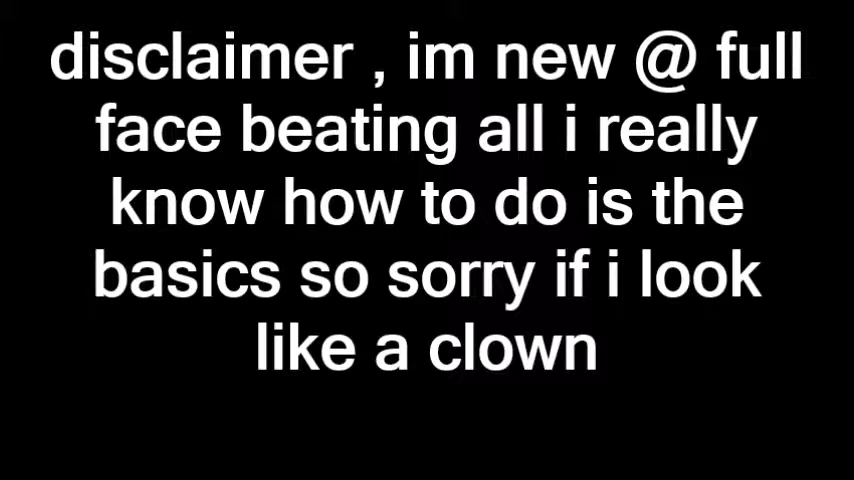 disclaimer , im new @ full
face beating all i really
know how to do is the
basics so sorry if i look
like a clown